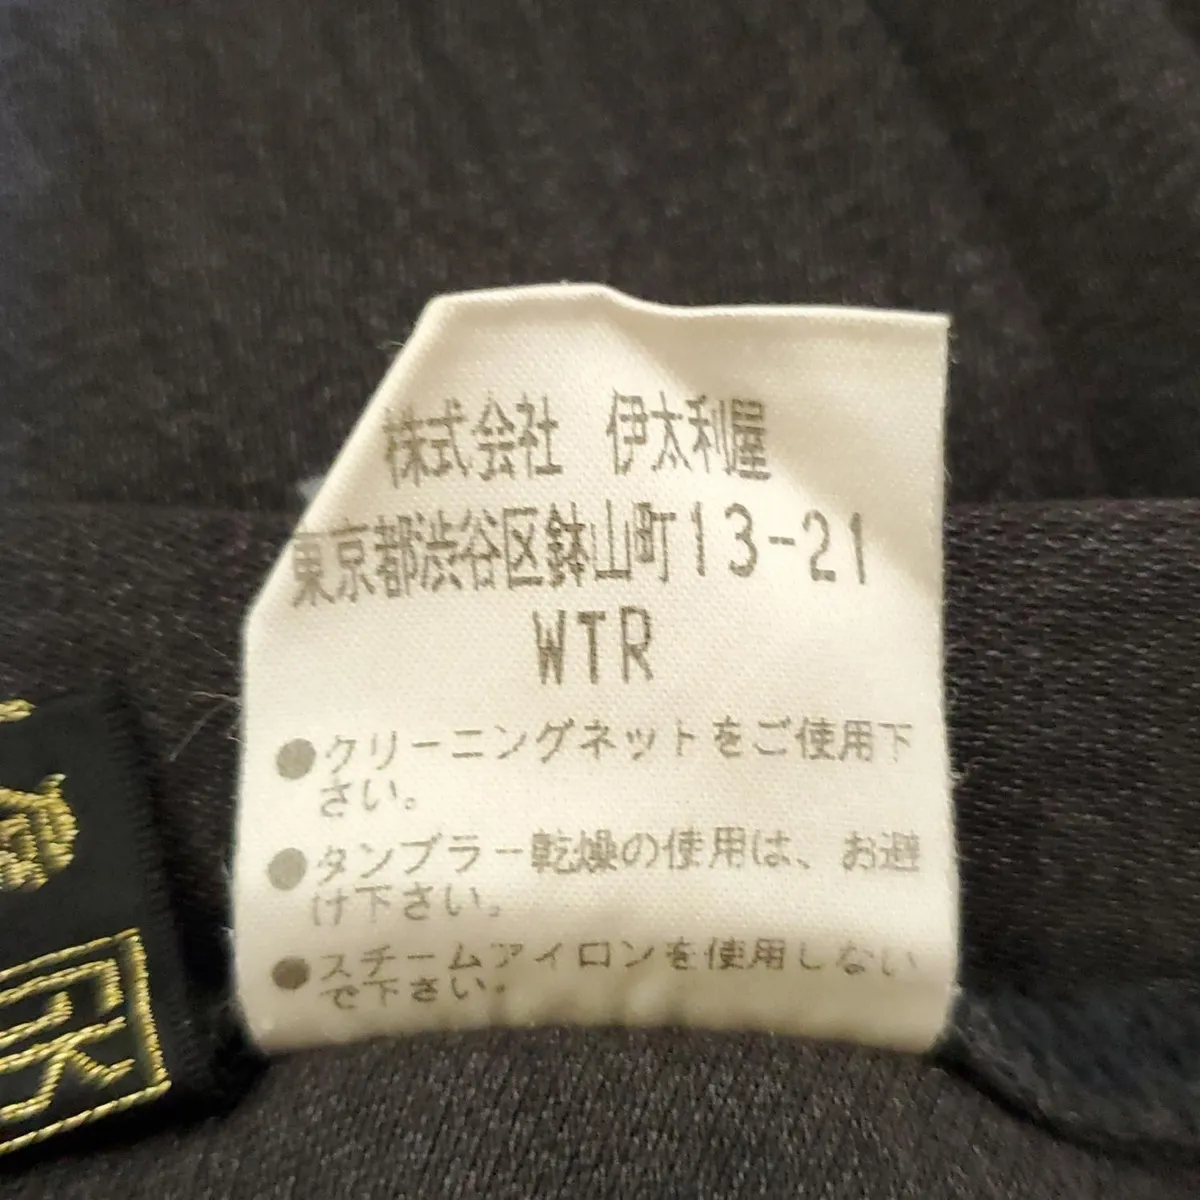 株式会社 伊太利屋
東京都渋谷区鉢山町13-21
WTR
●クリーニングネットをご使用下
さい。
●タンブラー乾燥の使用は、お避
け下さい。
●スチームアイロンを使用しない
で下さい。